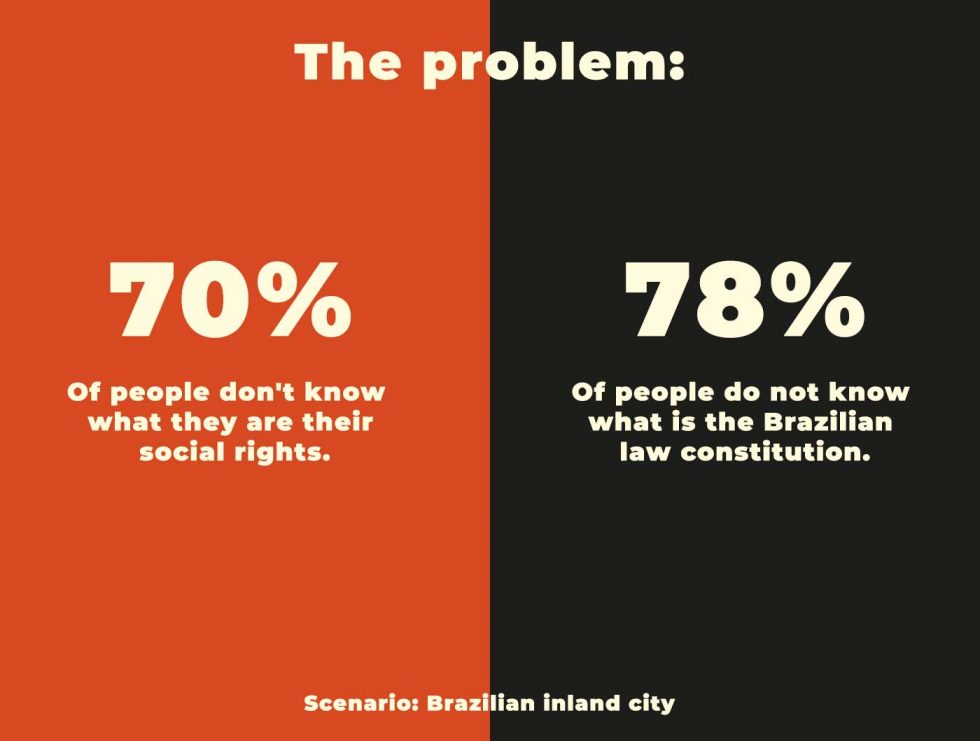 The problem:
70%
Of people don't know
what they are their
social rights.
78%
Of people do not know
what is the Brazilian
law constitution.
Scenario: Brazilian inland city